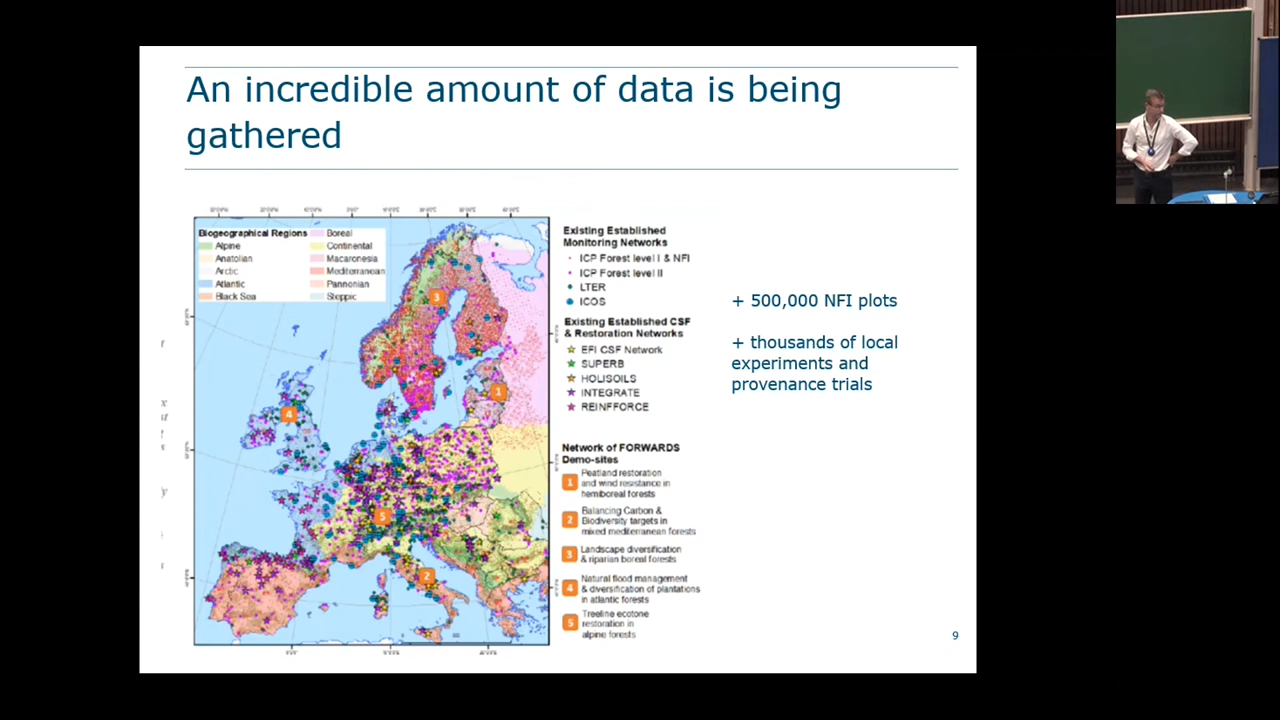 An incredible amount of data is being
gathered
Biogeographical Regions
Alpine
Anatolian
Arctic
Atlantic
Black Sea
Boreal
Continental
Macaronesia
Mediterranean
Pannonian
Steppic
3
1
4
5
2
Existing Established
Monitoring Networks
ICP Forest level I & NFI
ICP Forest level II
LTER
ICOS
Existing Established CSF
& Restoration Networks
EFI CSF Network
SUPERB
HOLISOILS
INTEGRATE
REINFFORCE
Network of FORWARDS
Demo-sites
1 Peatland restoration
and wind resistance in
hemiboreal forests
2 Balancing Carbon &
Biodiversity targets in
mixed mediterranean forests
3 Landscape diversification
& riparian boreal forests
4 Natural flood management
& diversification of plantations
in atlantic forests
5 Treeline ecotone
restoration in
alpine forests
+ 500,000 NFI plots
+ thousands of local
experiments and
provenance trials
9